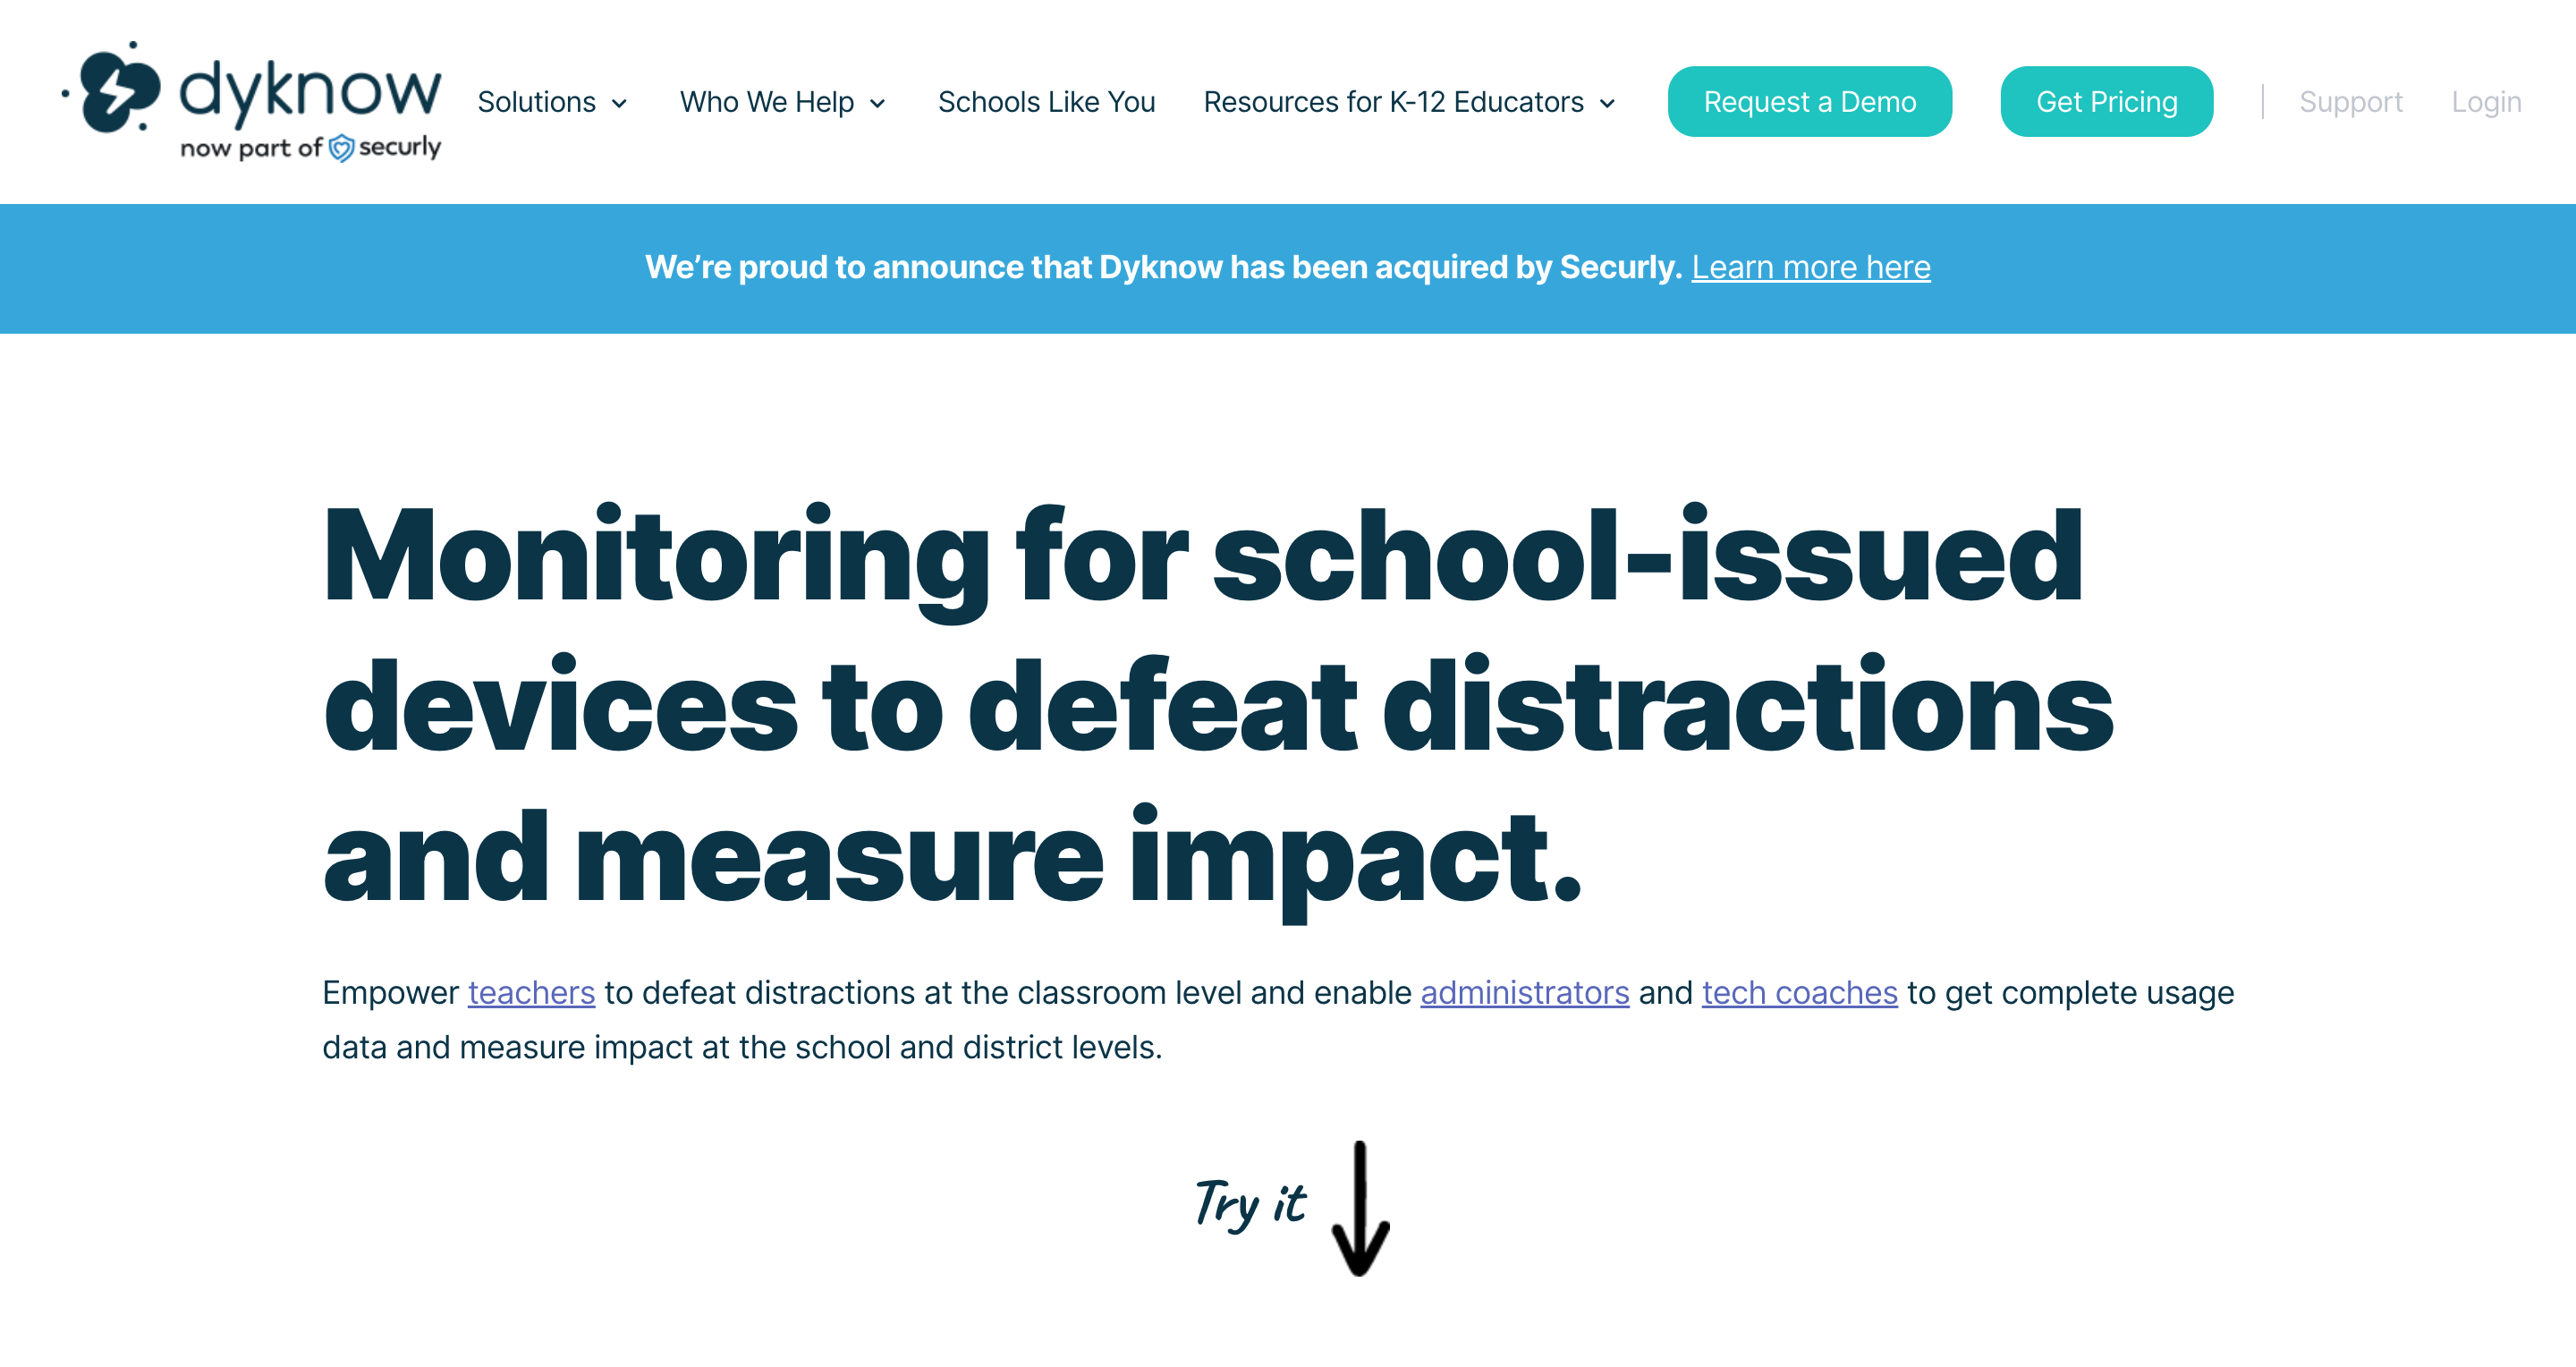 dyknow
now part of securly
Solutions
Who We Help
Schools Like You
Resources for K-12 Educators
Request a Demo
Get Pricing
Support
Login
We’re proud to announce that Dyknow has been acquired by Securly. Learn more here
Monitoring for school-issued
devices to defeat distractions
and measure impact.
Empower teachers to defeat distractions at the classroom level and enable administrators and tech coaches to get complete usage
data and measure impact at the school and district levels.
Try it